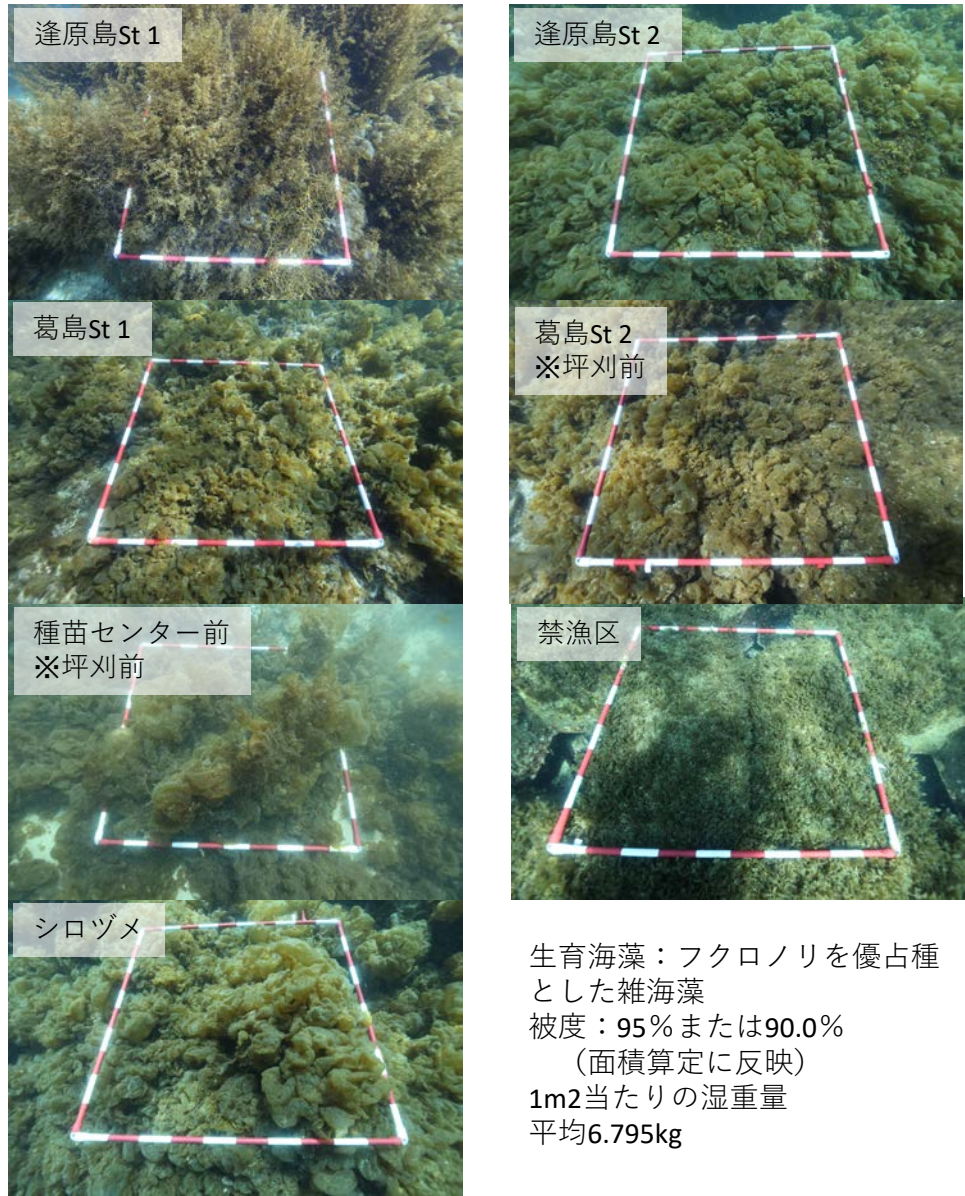 逢原島St 1
逢原島St 2
葛島St 1
葛島St 2
※坪刈前
種苗センター前
※坪刈前
禁漁区
シロヅメ
生育海藻：フクロノリを優占種
とした雑海藻
被度：95％または90.0％
（面積算定に反映）
1m2当たりの湿重量
平均6.795kg